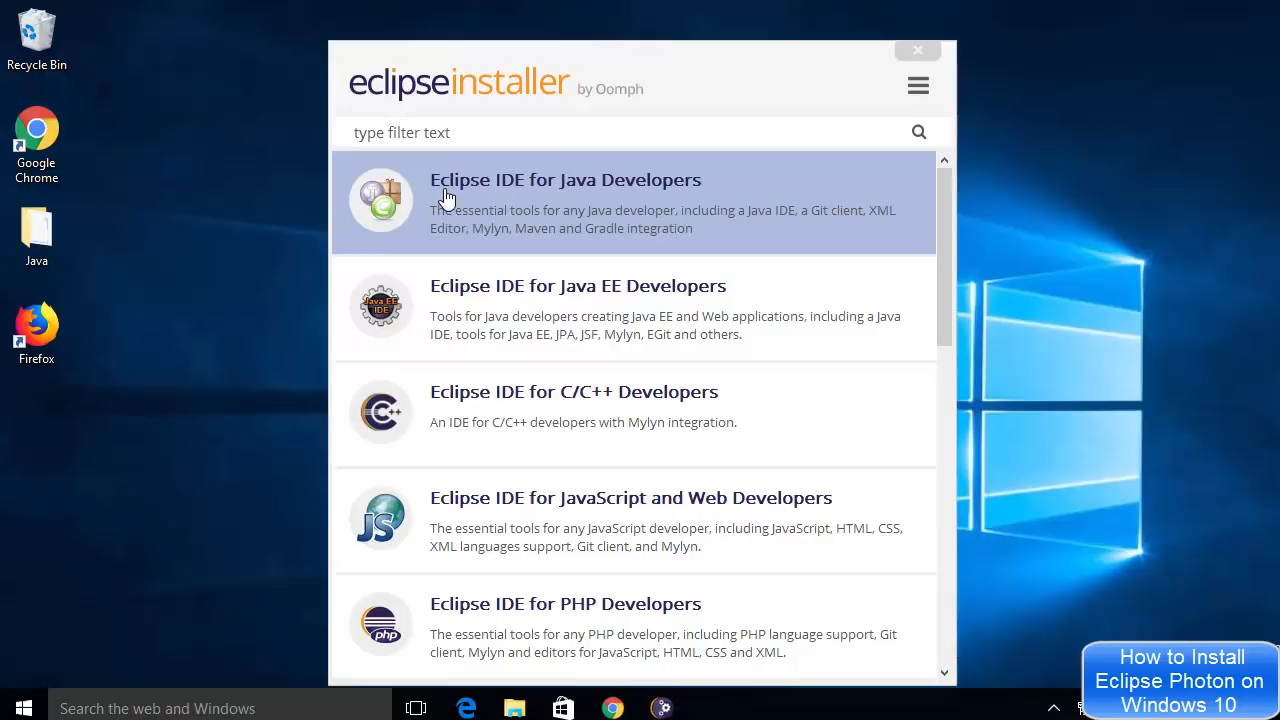 Recycle Bin
Google
Chrome
Java
Firefox
eclipseinstaller by Oomph
type filter text
Eclipse IDE for Java Developers
The essential tools for any Java developer, including a Java IDE, a Git client, XML
Editor, Mylyn, Maven and Gradle integration
Java EE
IDE
Eclipse IDE for Java EE Developers
Tools for Java developers creating Java EE and Web applications, including a Java
IDE, tools for Java EE, JPA, JSF, Mylyn, EGit and others.
C++
Eclipse IDE for C/C++ Developers
An IDE for C/C++ developers with Mylyn integration.
JS
Eclipse IDE for JavaScript and Web Developers
The essential tools for any JavaScript developer, including JavaScript, HTML, CSS,
XML languages support, Git client, and Mylyn.
php
Eclipse IDE for PHP Developers
The essential tools for any PHP developer, including PHP language support, Git
client, Mylyn and editors for JavaScript, HTML, CSS and XML.
How to Install
Eclipse Photon on
Windows 10
Search the web and Windows